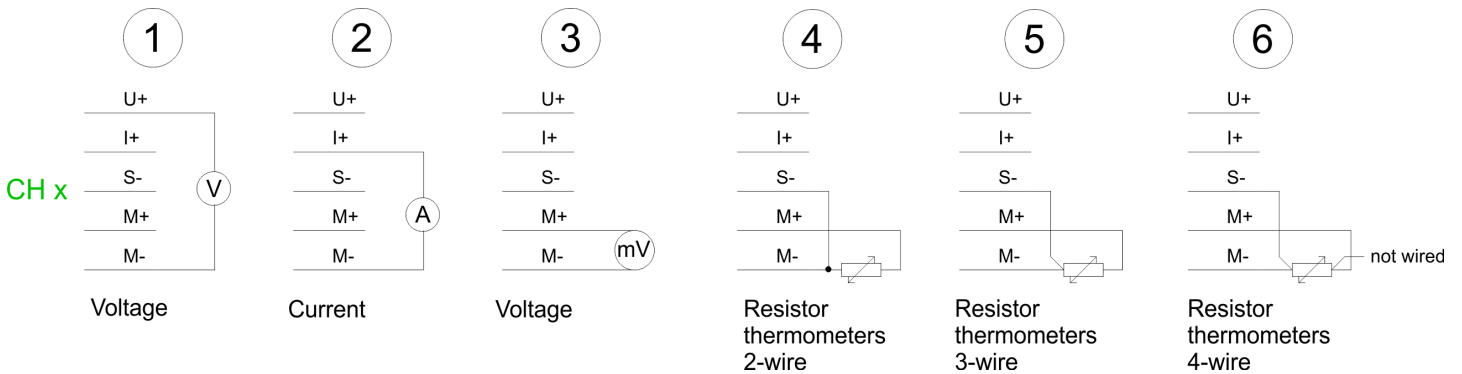 1 2 3 4 5 6
U+ U+ U+ U+ U+ U+
I+ I+ I+ I+ I+ I+
CH x S- S- S- S- S- S-
V
M+ A M+ M+ M+ M+ M+
M- M- M- mV M- M- M- not wired
Voltage Current Voltage Resistor Resistor Resistor
thermometers thermometers thermometers
2-wire 3-wire 4-wire